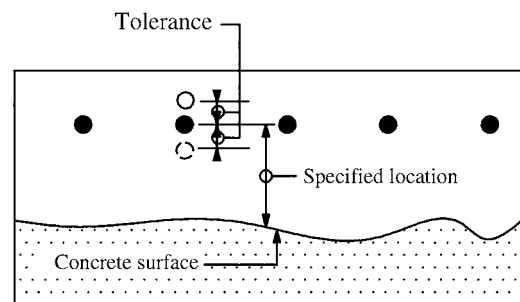 Tolerance
Specified location
Concrete surface